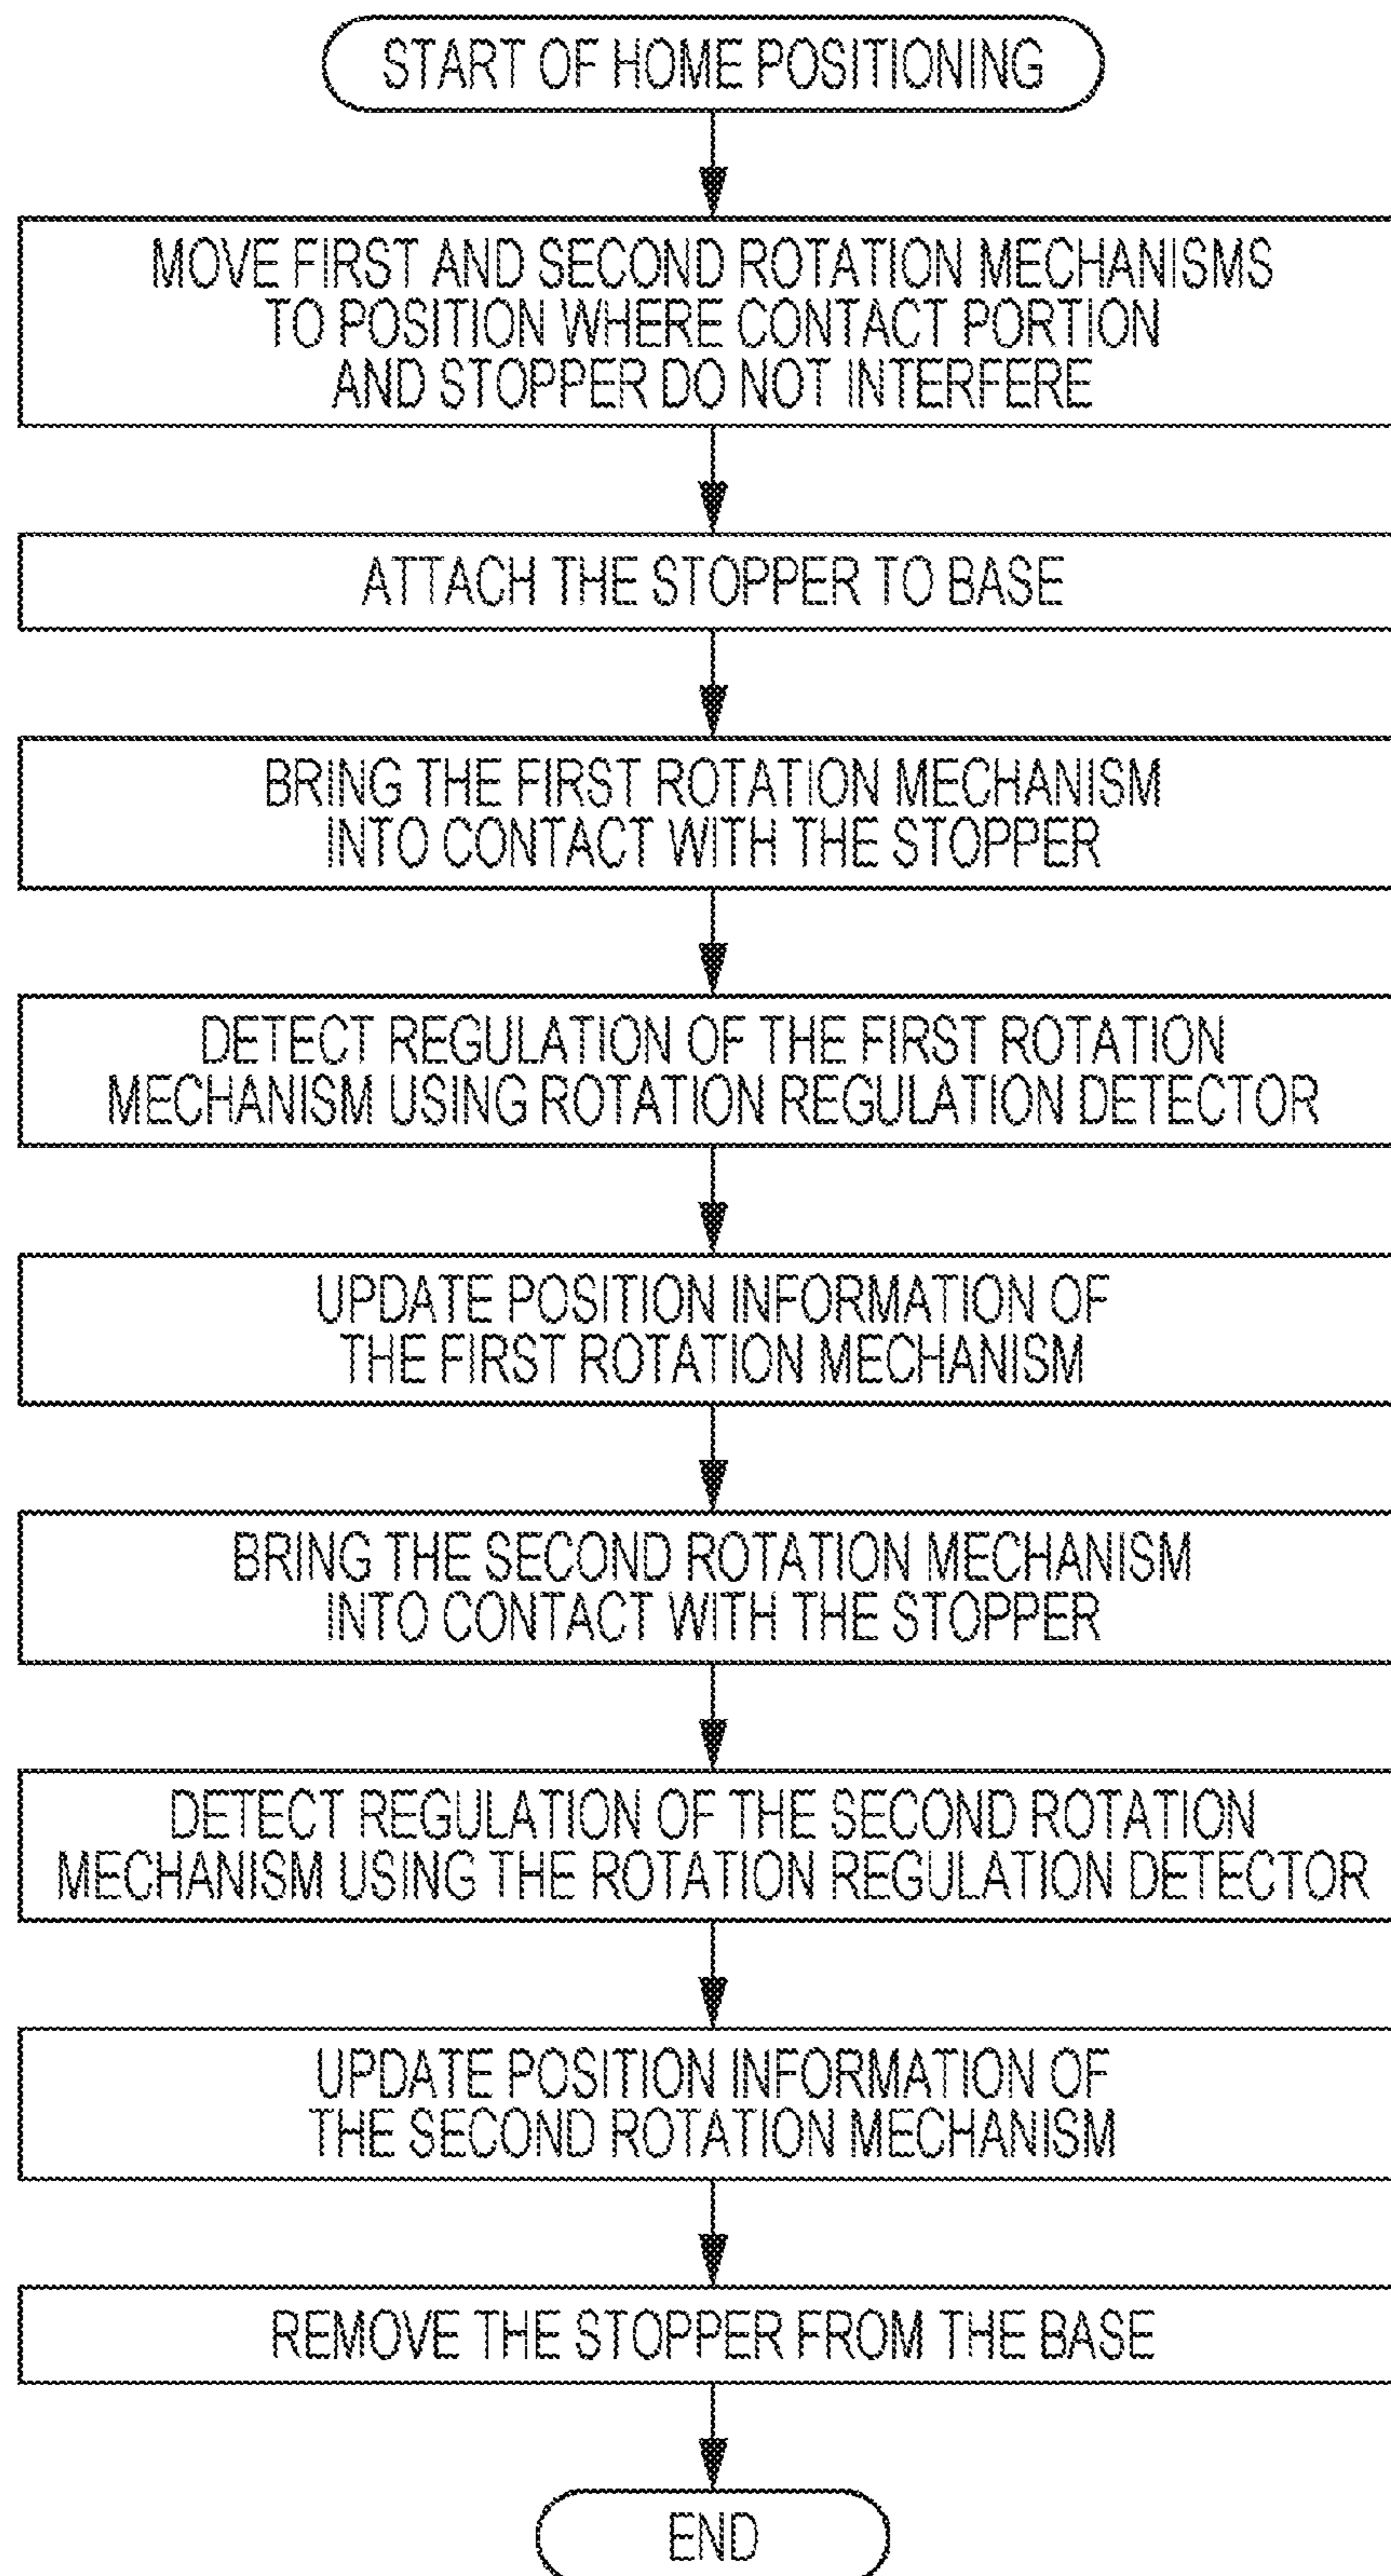 START OF HOME POSITIONING
MOVE FIRST AND SECOND ROTATION MECHANISMS
TO POSITION WHERE CONTACT PORTION
AND STOPPER DO NOT INTERFERE
ATTACH THE STOPPER TO BASE
BRING THE FIRST ROTATION MECHANISM
INTO CONTACT WITH THE STOPPER
DETECT REGULATION OF THE FIRST ROTATION
MECHANISM USING ROTATION REGULATION DETECTOR
UPDATE POSITION INFORMATION OF
THE FIRST ROTATION MECHANISM
BRING THE SECOND ROTATION MECHANISM
INTO CONTACT WITH THE STOPPER
DETECT REGULATION OF THE SECOND ROTATION
MECHANISM USING THE ROTATION REGULATION DETECTOR
UPDATE POSITION INFORMATION OF
THE SECOND ROTATION MECHANISM
REMOVE THE STOPPER FROM THE BASE
END